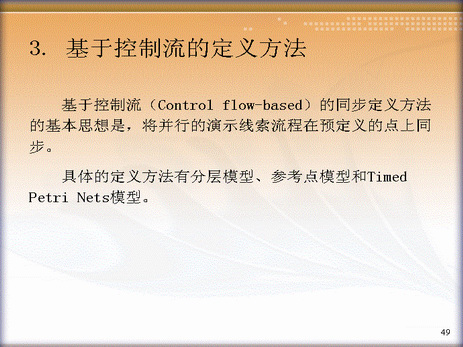 3. 基于控制流的定义方法
基于控制流（Control flow-based）的同步定义方法
的基本思想是，将并行的演示线索流程在预定义的点上同
步。
具体的定义方法有分层模型、参考点模型和Timed
Petri Nets模型。
49